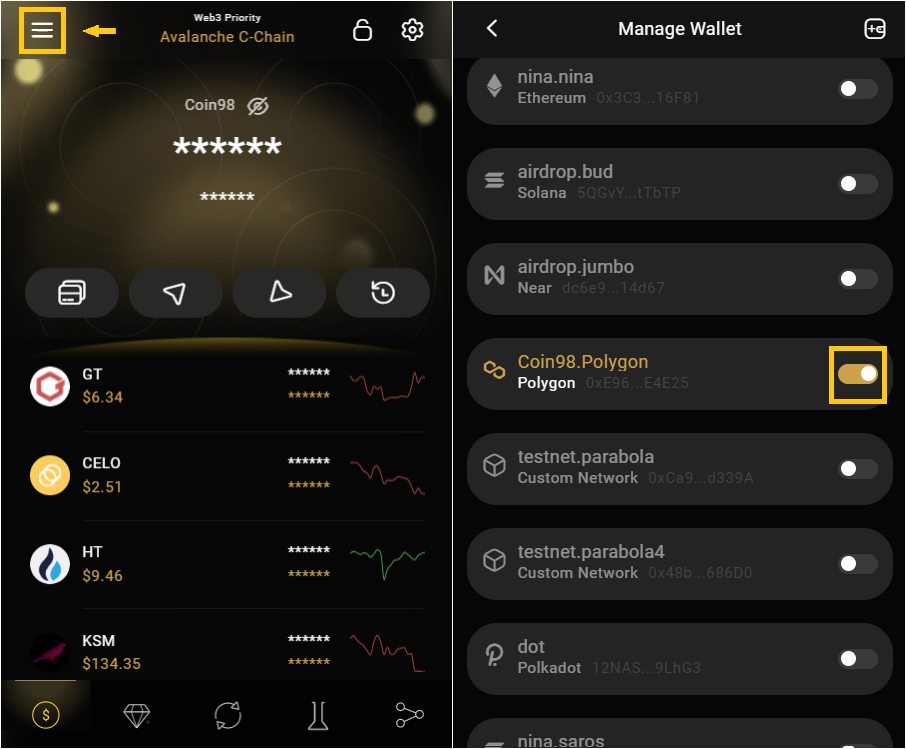 Web3 Priority
Avalanche C-Chain
Coin98
******
******
GT
******
$6.34
******
CELO
******
$2.51
******
HT
******
$9.46
******
KSM
******
$134.35
******
$
Manage Wallet
nina.nina
Ethereum 0x3C3...16F81
airdrop.bud
Solana 5QGvY...tTbTP
airdrop.jumbo
Near dc6e9...14d67
Coin98.Polygon
Polygon 0xE96...E4E25
testnet.parabola
Custom Network 0xCa9...d339A
testnet.parabola4
Custom Network 0x48b...686D0
dot
Polkadot 12NAS...9LhG3
nina.saros